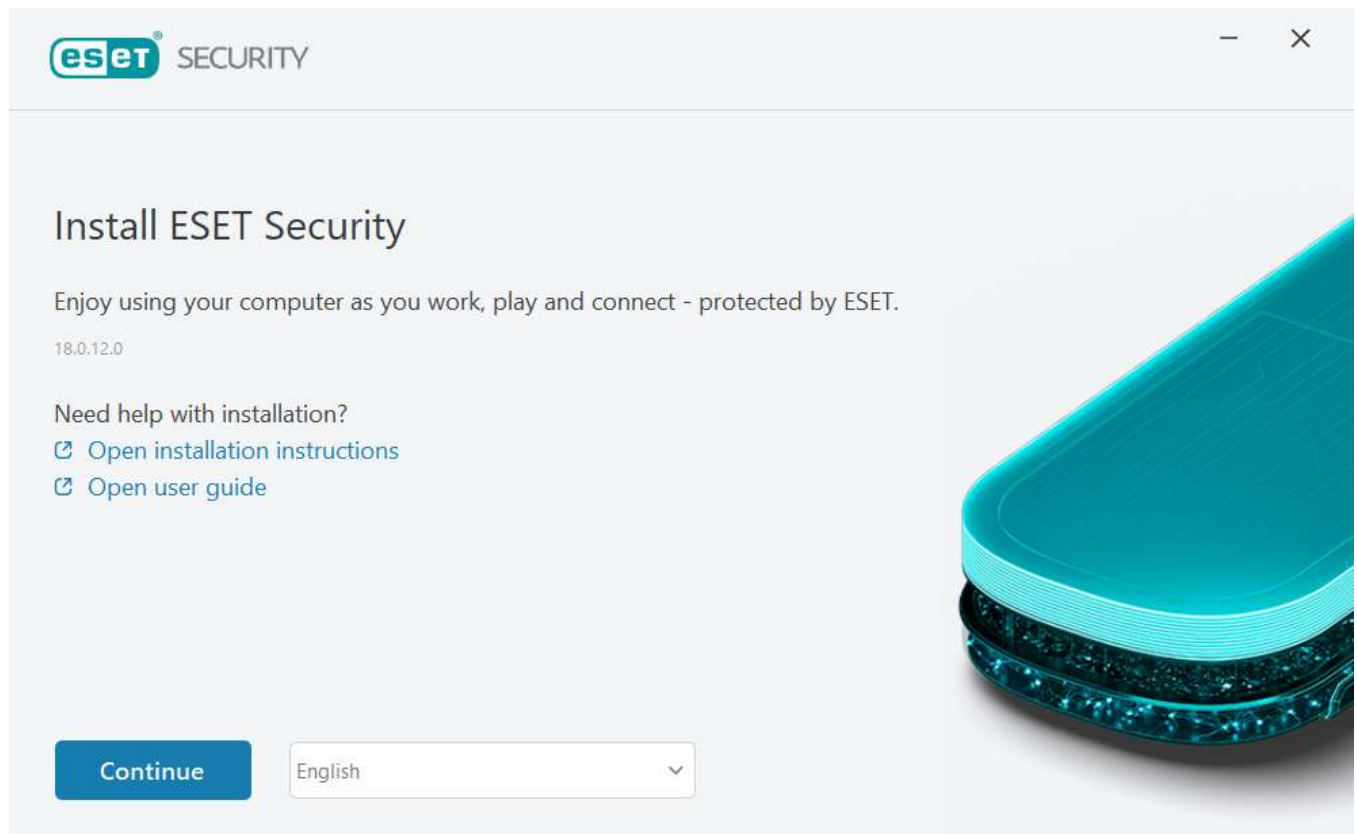 eseT® SECURITY
Install ESET Security
Enjoy using your computer as you work, play and connect - protected by ESET.
18.0.12.0
Need help with installation?
Open installation instructions
Open user guide
Continue
English